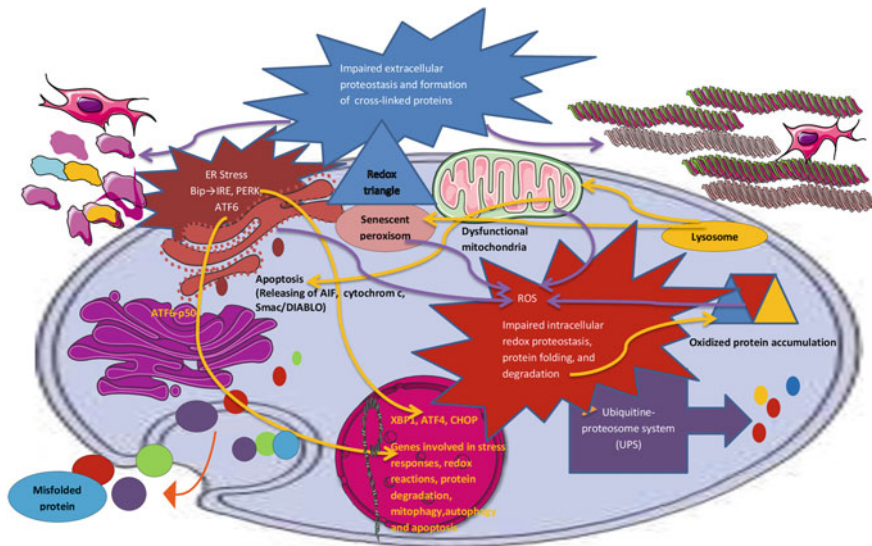 Impaired extracellular
proteostasis and formation
of cross-linked proteins
ER Stress
Bip→IRE, PERK,
ATF6
Redox
triangle
Senescent
peroxisom
Dysfunctional
mitochondria
Lysosome
Apoptosis
(Releasing of AIF, cytochrom c,
Smac/DIABLO)
ATF6-p50
ROS
Impaired intracellular
redox proteostasis,
protein folding, and
degradation
Oxidized protein accumulation
XBP1, ATF4, CHOP
Genes involved in stress
responses, redox
reactions, protein
degradation,
mitophagy,autophagy
and apoptosis
Ubiquitine-
proteosome system
(UPS)
Misfolded
protein